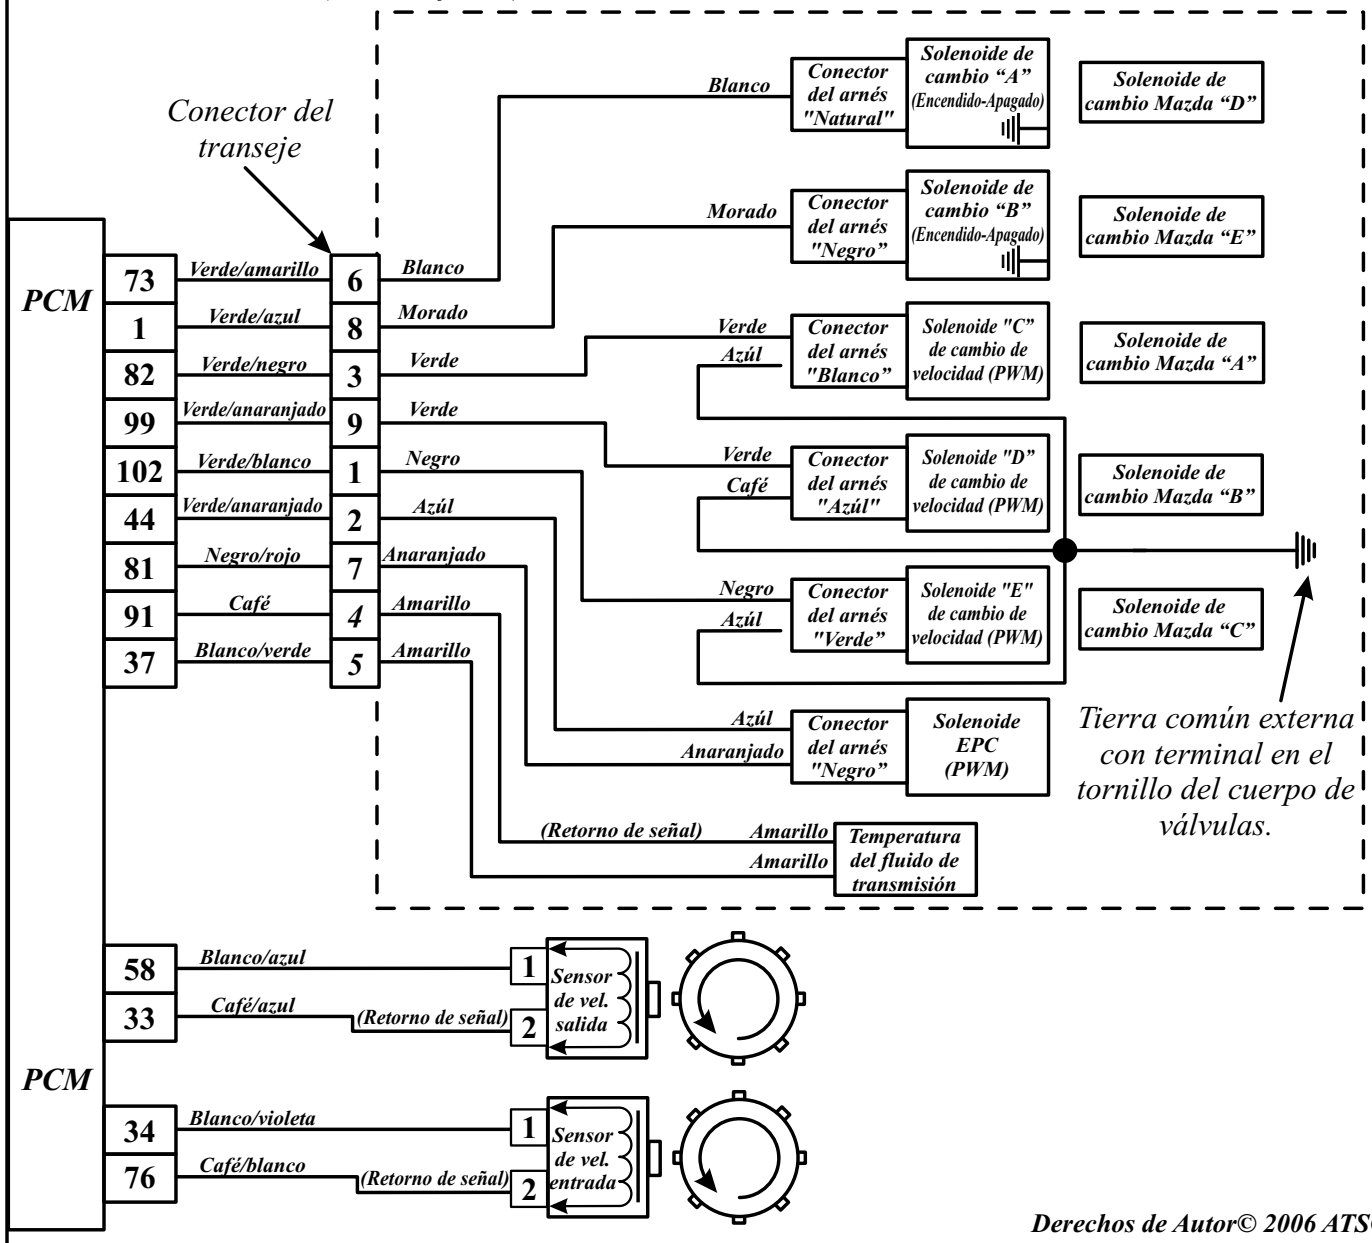 Conector del
transeje
Blanco
Conector
del arnés
"Natural"
Solenoide de
cambio “A”
(Encendido-Apagado)
Solenoide de
cambio Mazda “D”
Morado
Conector
del arnés
"Negro”
Solenoide de
cambio “B”
(Encendido-Apagado)
Solenoide de
cambio Mazda “E”
PCM
73 Verde/amarillo 6 Blanco
1 Verde/azul 8 Morado
82 Verde/negro 3 Verde
99 Verde/anaranjado 9 Verde
102 Verde/blanco 1 Negro
44 Verde/anaranjado 2 Azúl
81 Negro/rojo 7 Anaranjado
91 Café 4 Amarillo
37 Blanco/verde 5 Amarillo
Verde
Azúl
Conector
del arnés
"Blanco”
Solenoide "C”
de cambio de
velocidad (PWM)
Solenoide de
cambio Mazda “A”
Verde
Café
Conector
del arnés
"Azúl"
Solenoide "D”
de cambio de
velocidad (PWM)
Solenoide de
cambio Mazda “B”
Negro
Azúl
Conector
del arnés
"Verde”
Solenoide "E"
de cambio de
velocidad (PWM)
Solenoide de
cambio Mazda “C”
Azúl
Anaranjado
Conector
del arnés
"Negro”
Solenoide
EPC
(PWM)
Tierra común externa
con terminal en el
tornillo del cuerpo de
válvulas.
(Retorno de señal) Amarillo
Amarillo
Temperatura
del fluido de
transmisión
58 Blanco/azul 1
33 Café/azul (Retorno de señal) 2
Sensor
de vel.
salida
PCM
34 Blanco/violeta 1
76 Café/blanco (Retorno de señal) 2
Sensor
de vel.
entrada
Derechos de Autor© 2006 ATS